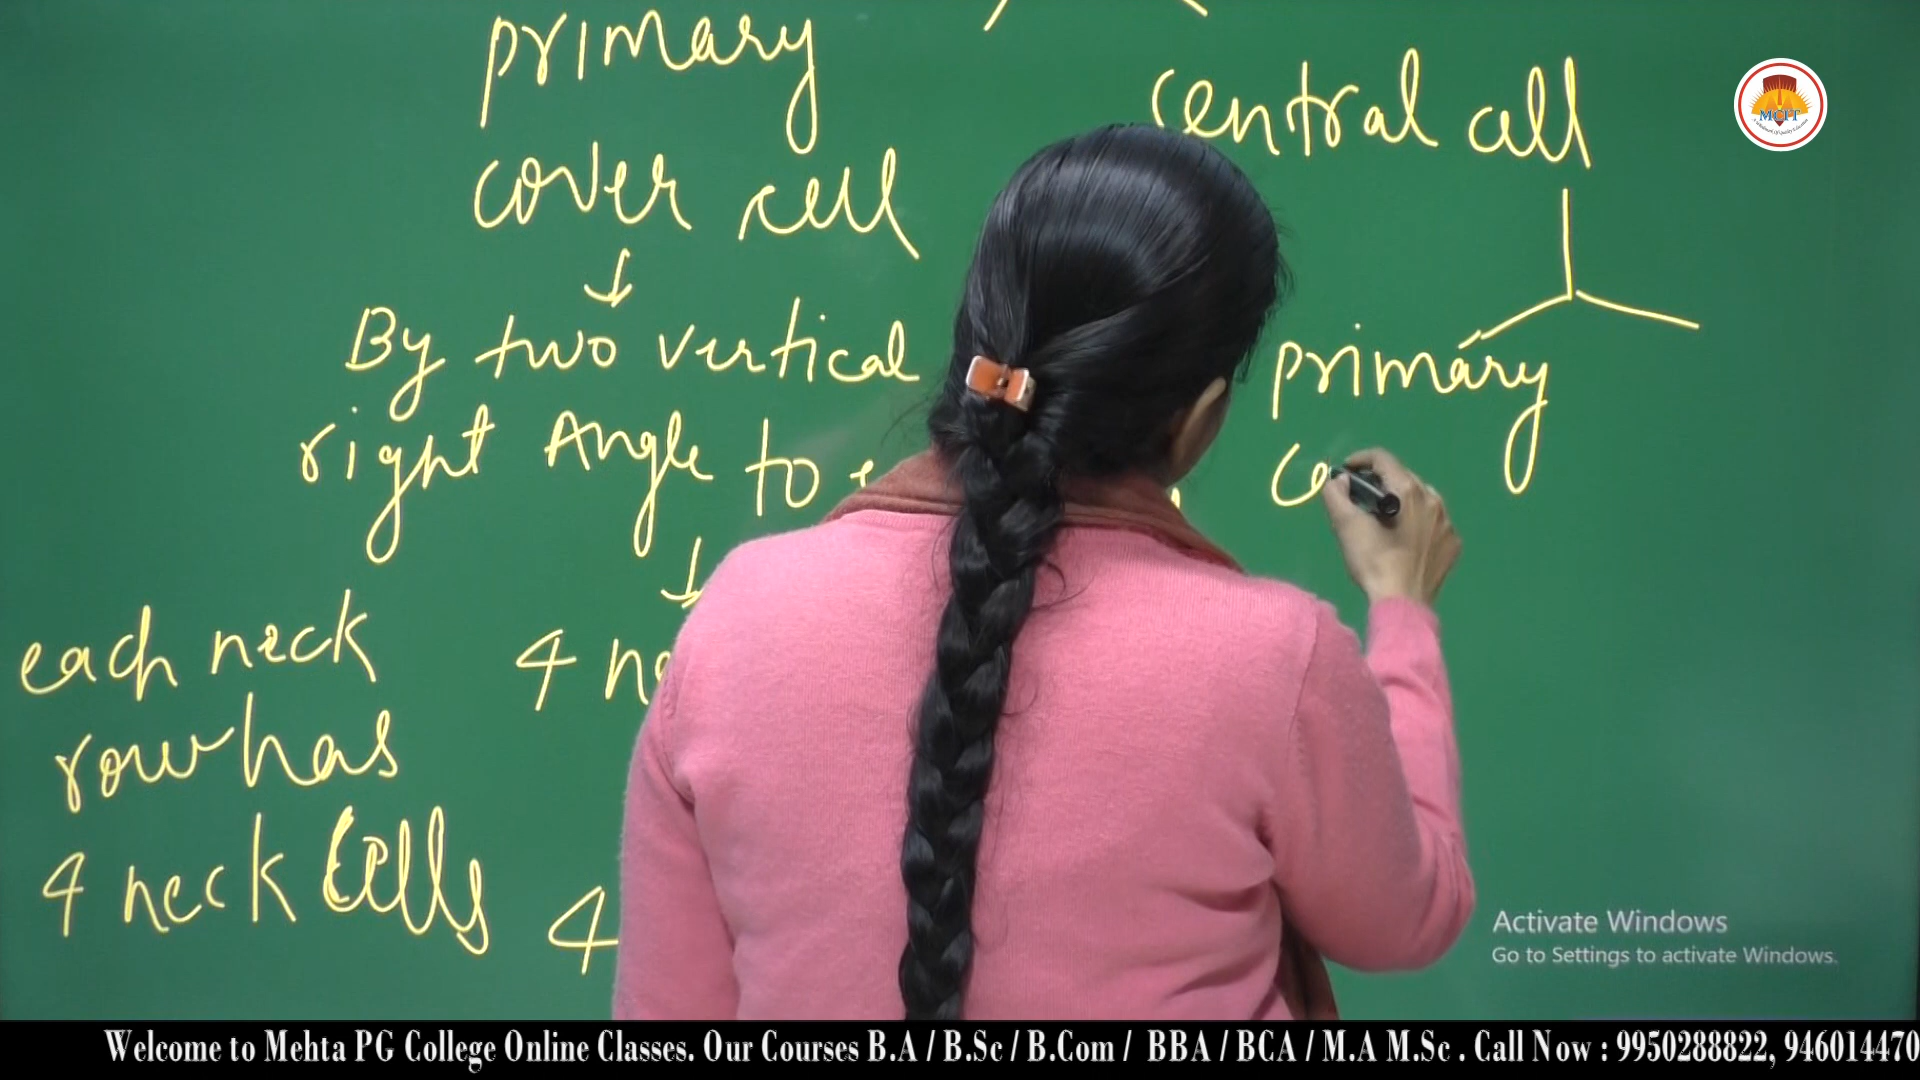 primary
cover cell
central cell
By two vertical
right Angle to
primary
each neck
row has
4 neck cells
4
4
MCIT
Activate Windows
Go to Settings to activate Windows.
Welcome to Mehta PG College Online Classes. Our Courses B.A / B.Sc / B.Com / BBA / BCA / M.A M.Sc . Call Now : 9950288822, 946014470